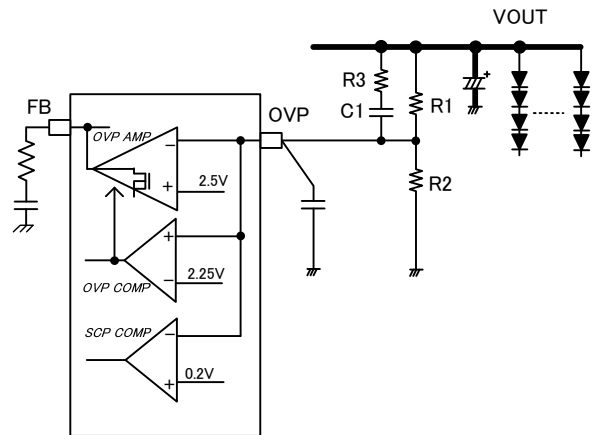 VOUT
R3
C1
R1
FB
OVP
OVP AMP
−
+
2.5V
R2
+
−
2.25V
OVP COMP
SCP COMP
−
+
0.2V
+